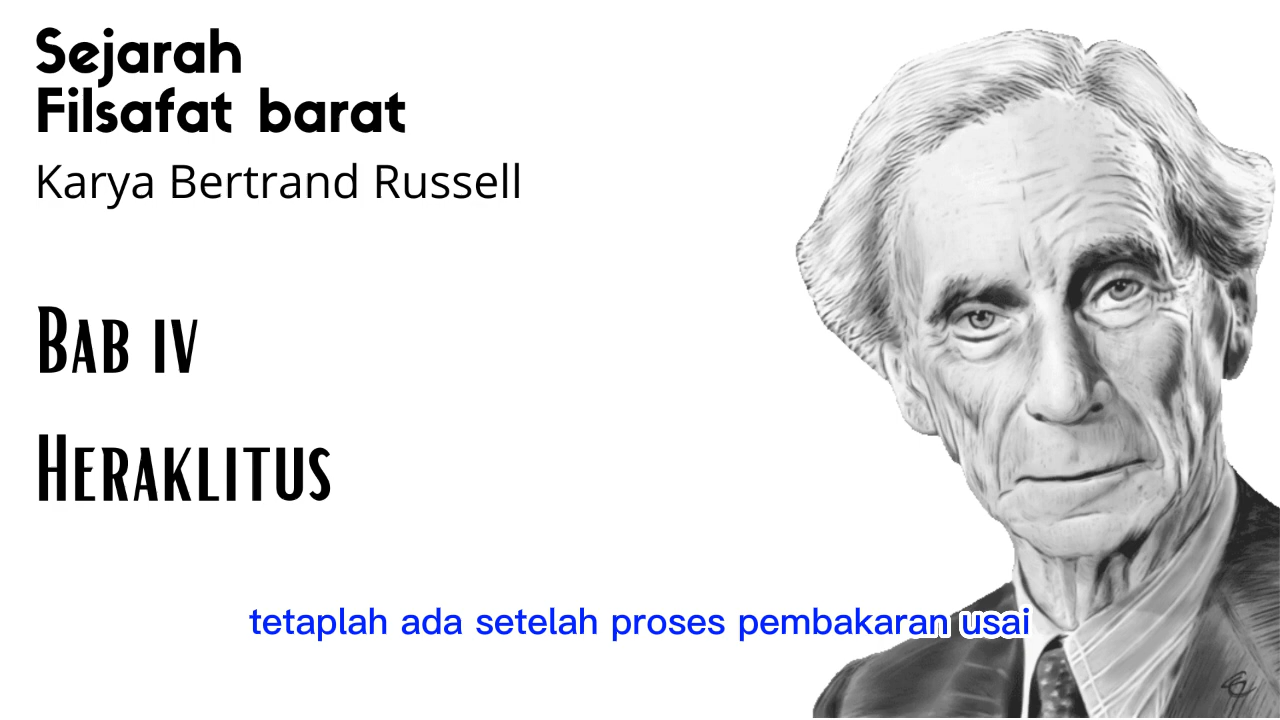 Sejarah
Filsafat barat
Karya Bertrand Russell
Bab IV
Heraklitus
tetaplah ada setelah proses pembakaran usai